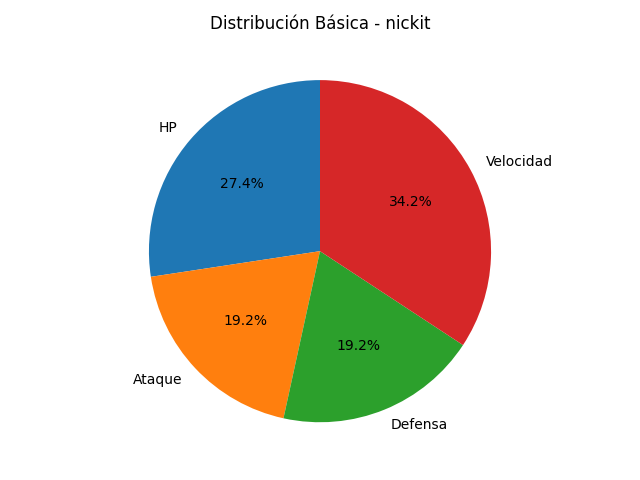 Distribución Básica - nickit
HP
27.4%
Velocidad
34.2%
Ataque
19.2%
Defensa
19.2%